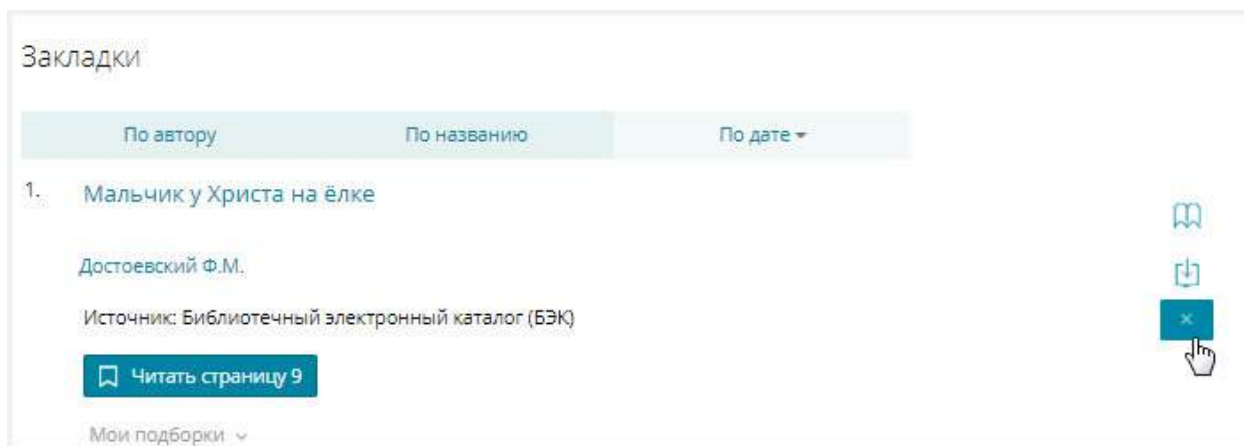 Закладки
По автору По названию По дате
1. Мальчик у Христа на ёлке
Достоевский Ф.М.
Источник: Библиотечный электронный каталог (БЭК)
Читать страницу 9
Мои подборки